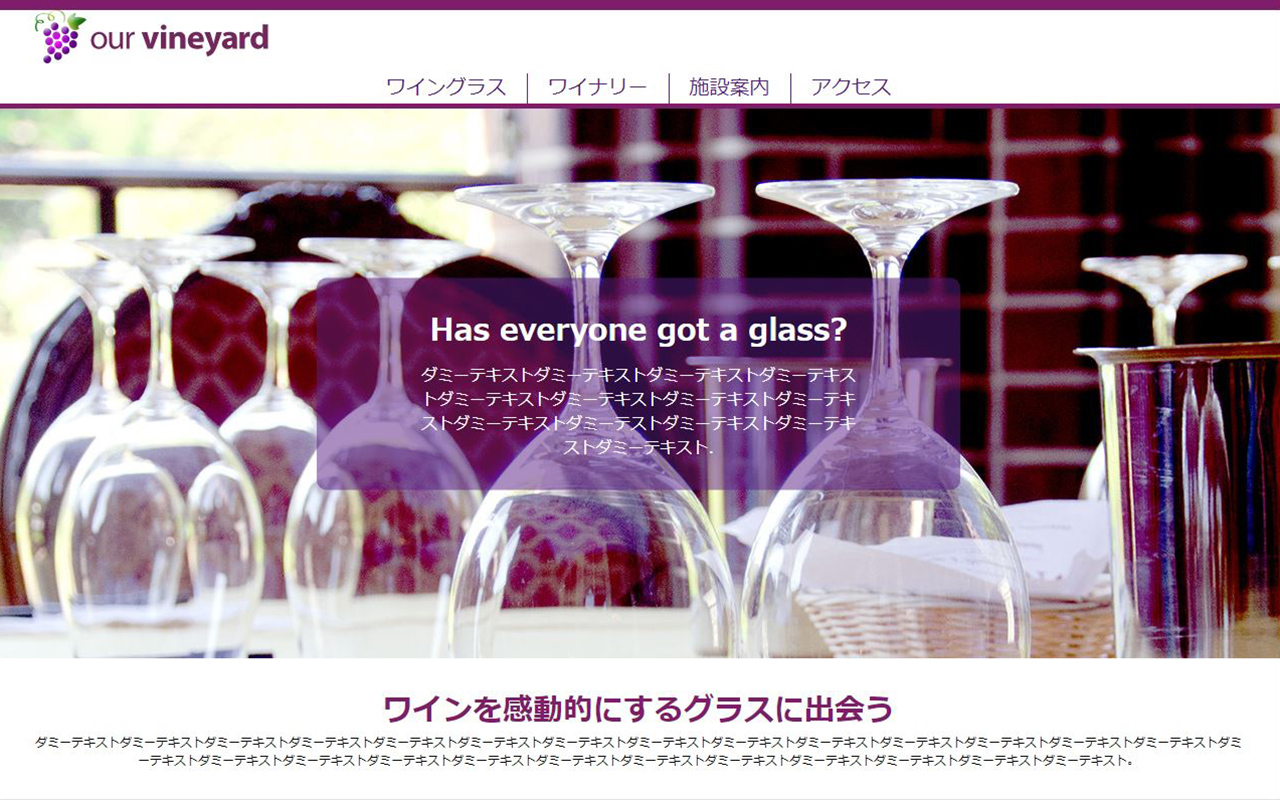 our vineyard
ワイングラス ワイナリー 施設案内 アクセス
Has everyone got a glass?
ダミーテキストダミーテキストダミーテキストダミーテキス
トダミーテキストダミーテキストダミーテキストダミーテキ
ストダミーテキストダミーテストダミーテキストダミーテキ
ストダミーテキスト.
ワインを感動的にするグラスに出会う
ダミーテキストダミーテキストダミーテキストダミーテキストダミーテキストダミーテキストダミーテキストダミーテキストダミーテキストダミーテキストダミーテキストダミーテキストダミーテキストダミーテキストダミ
ーテキストダミーテキストダミーテキストダミーテキストダミーテキストダミーテキストダミーテキストダミーテキストダミーテキストダミーテキストダミーテキストダミーテキスト。